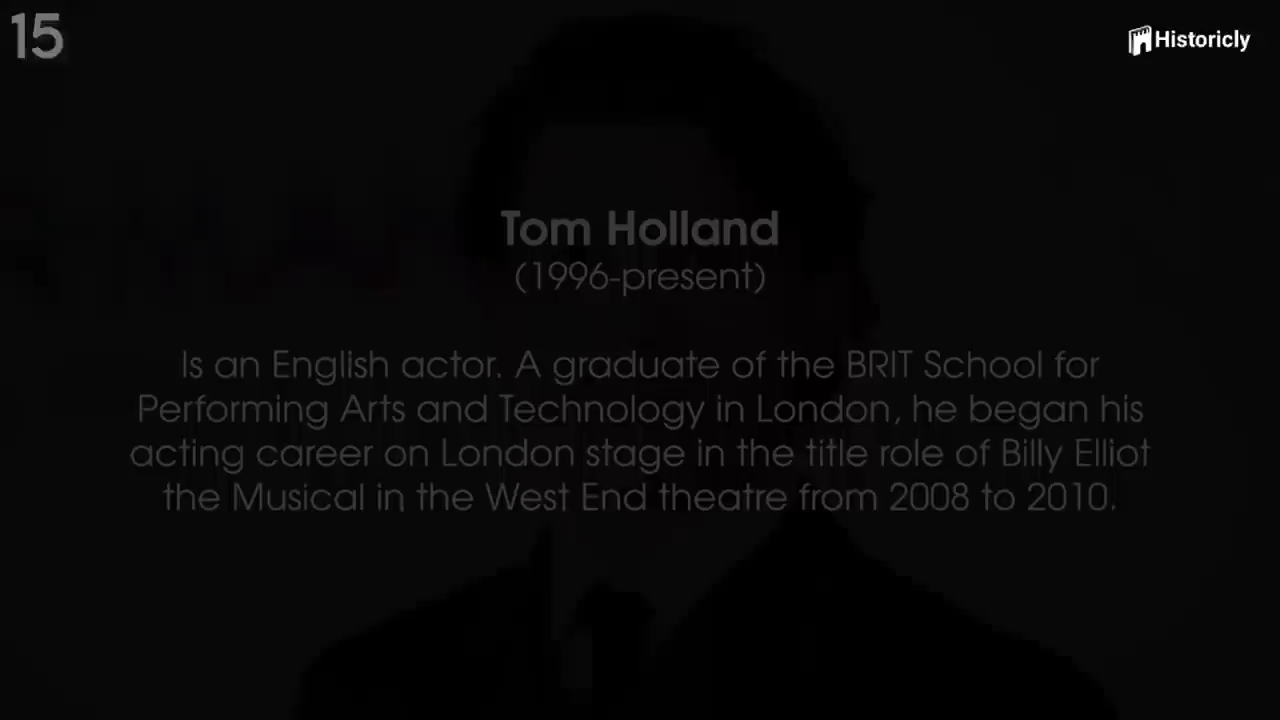 15
Historicly
Tom Holland
(1996-present)
Is an English actor. A graduate of the BRIT School for
Performing Arts and Technology in London, he began his
acting career on London stage in the title role of Billy Elliot
the Musical in the West End theatre from 2008 to 2010.